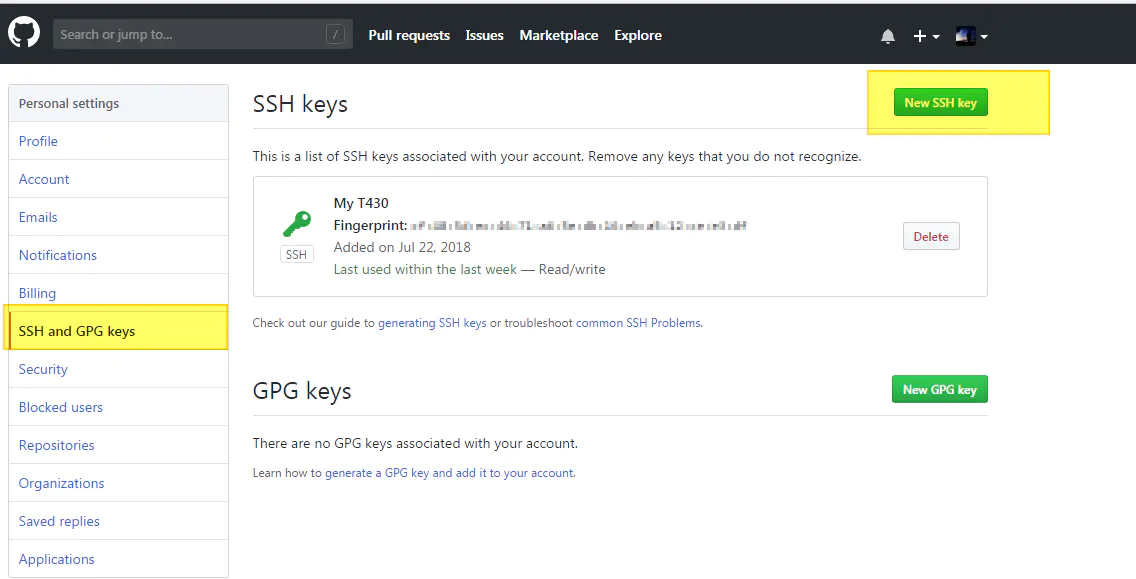 Search or jump to...
/
Pull requests
Issues
Marketplace
Explore
Personal settings
Profile
Account
Emails
Notifications
Billing
SSH and GPG keys
Security
Blocked users
Repositories
Organizations
Saved replies
Applications
SSH keys
New SSH key
This is a list of SSH keys associated with your account. Remove any keys that you do not recognize.
SSH
My T430
Fingerprint:
Added on Jul 22, 2018
Last used within the last week — Read/write
Delete
Check out our guide to generating SSH keys or troubleshoot common SSH Problems.
GPG keys
New GPG key
There are no GPG keys associated with your account.
Learn how to generate a GPG key and add it to your account.